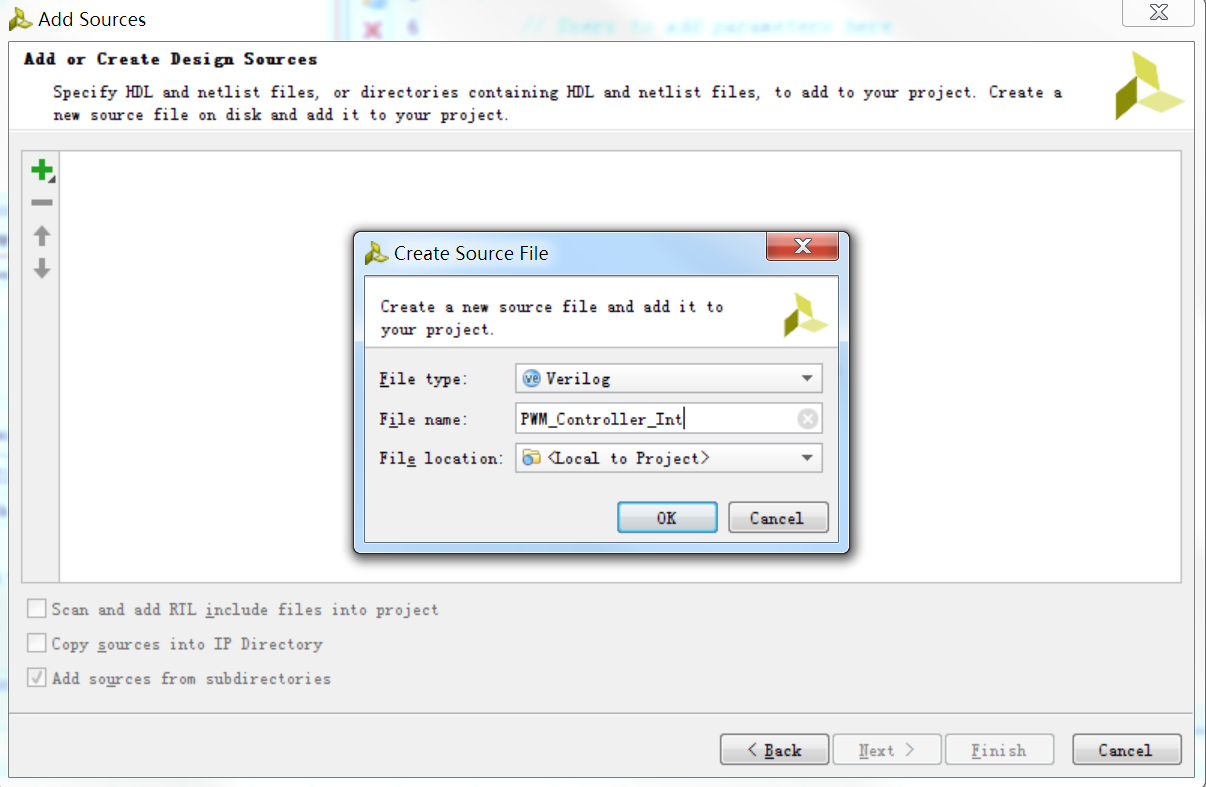 Add Sources
6 // Users to add parameters here
Add or Create Design Sources
Specify HDL and netlist files, or directories containing HDL and netlist files, to add to your project. Create a
new source file on disk and add it to your project.
Create Source File
Create a new source file and add it to
your project.
File type: Verilog
File name: PWM_Controller_Int
File location: <Local to Project>
OK Cancel
Scan and add RTL include files into project
Copy sources into IP Directory
Add sources from subdirectories
< Back Next > Finish Cancel